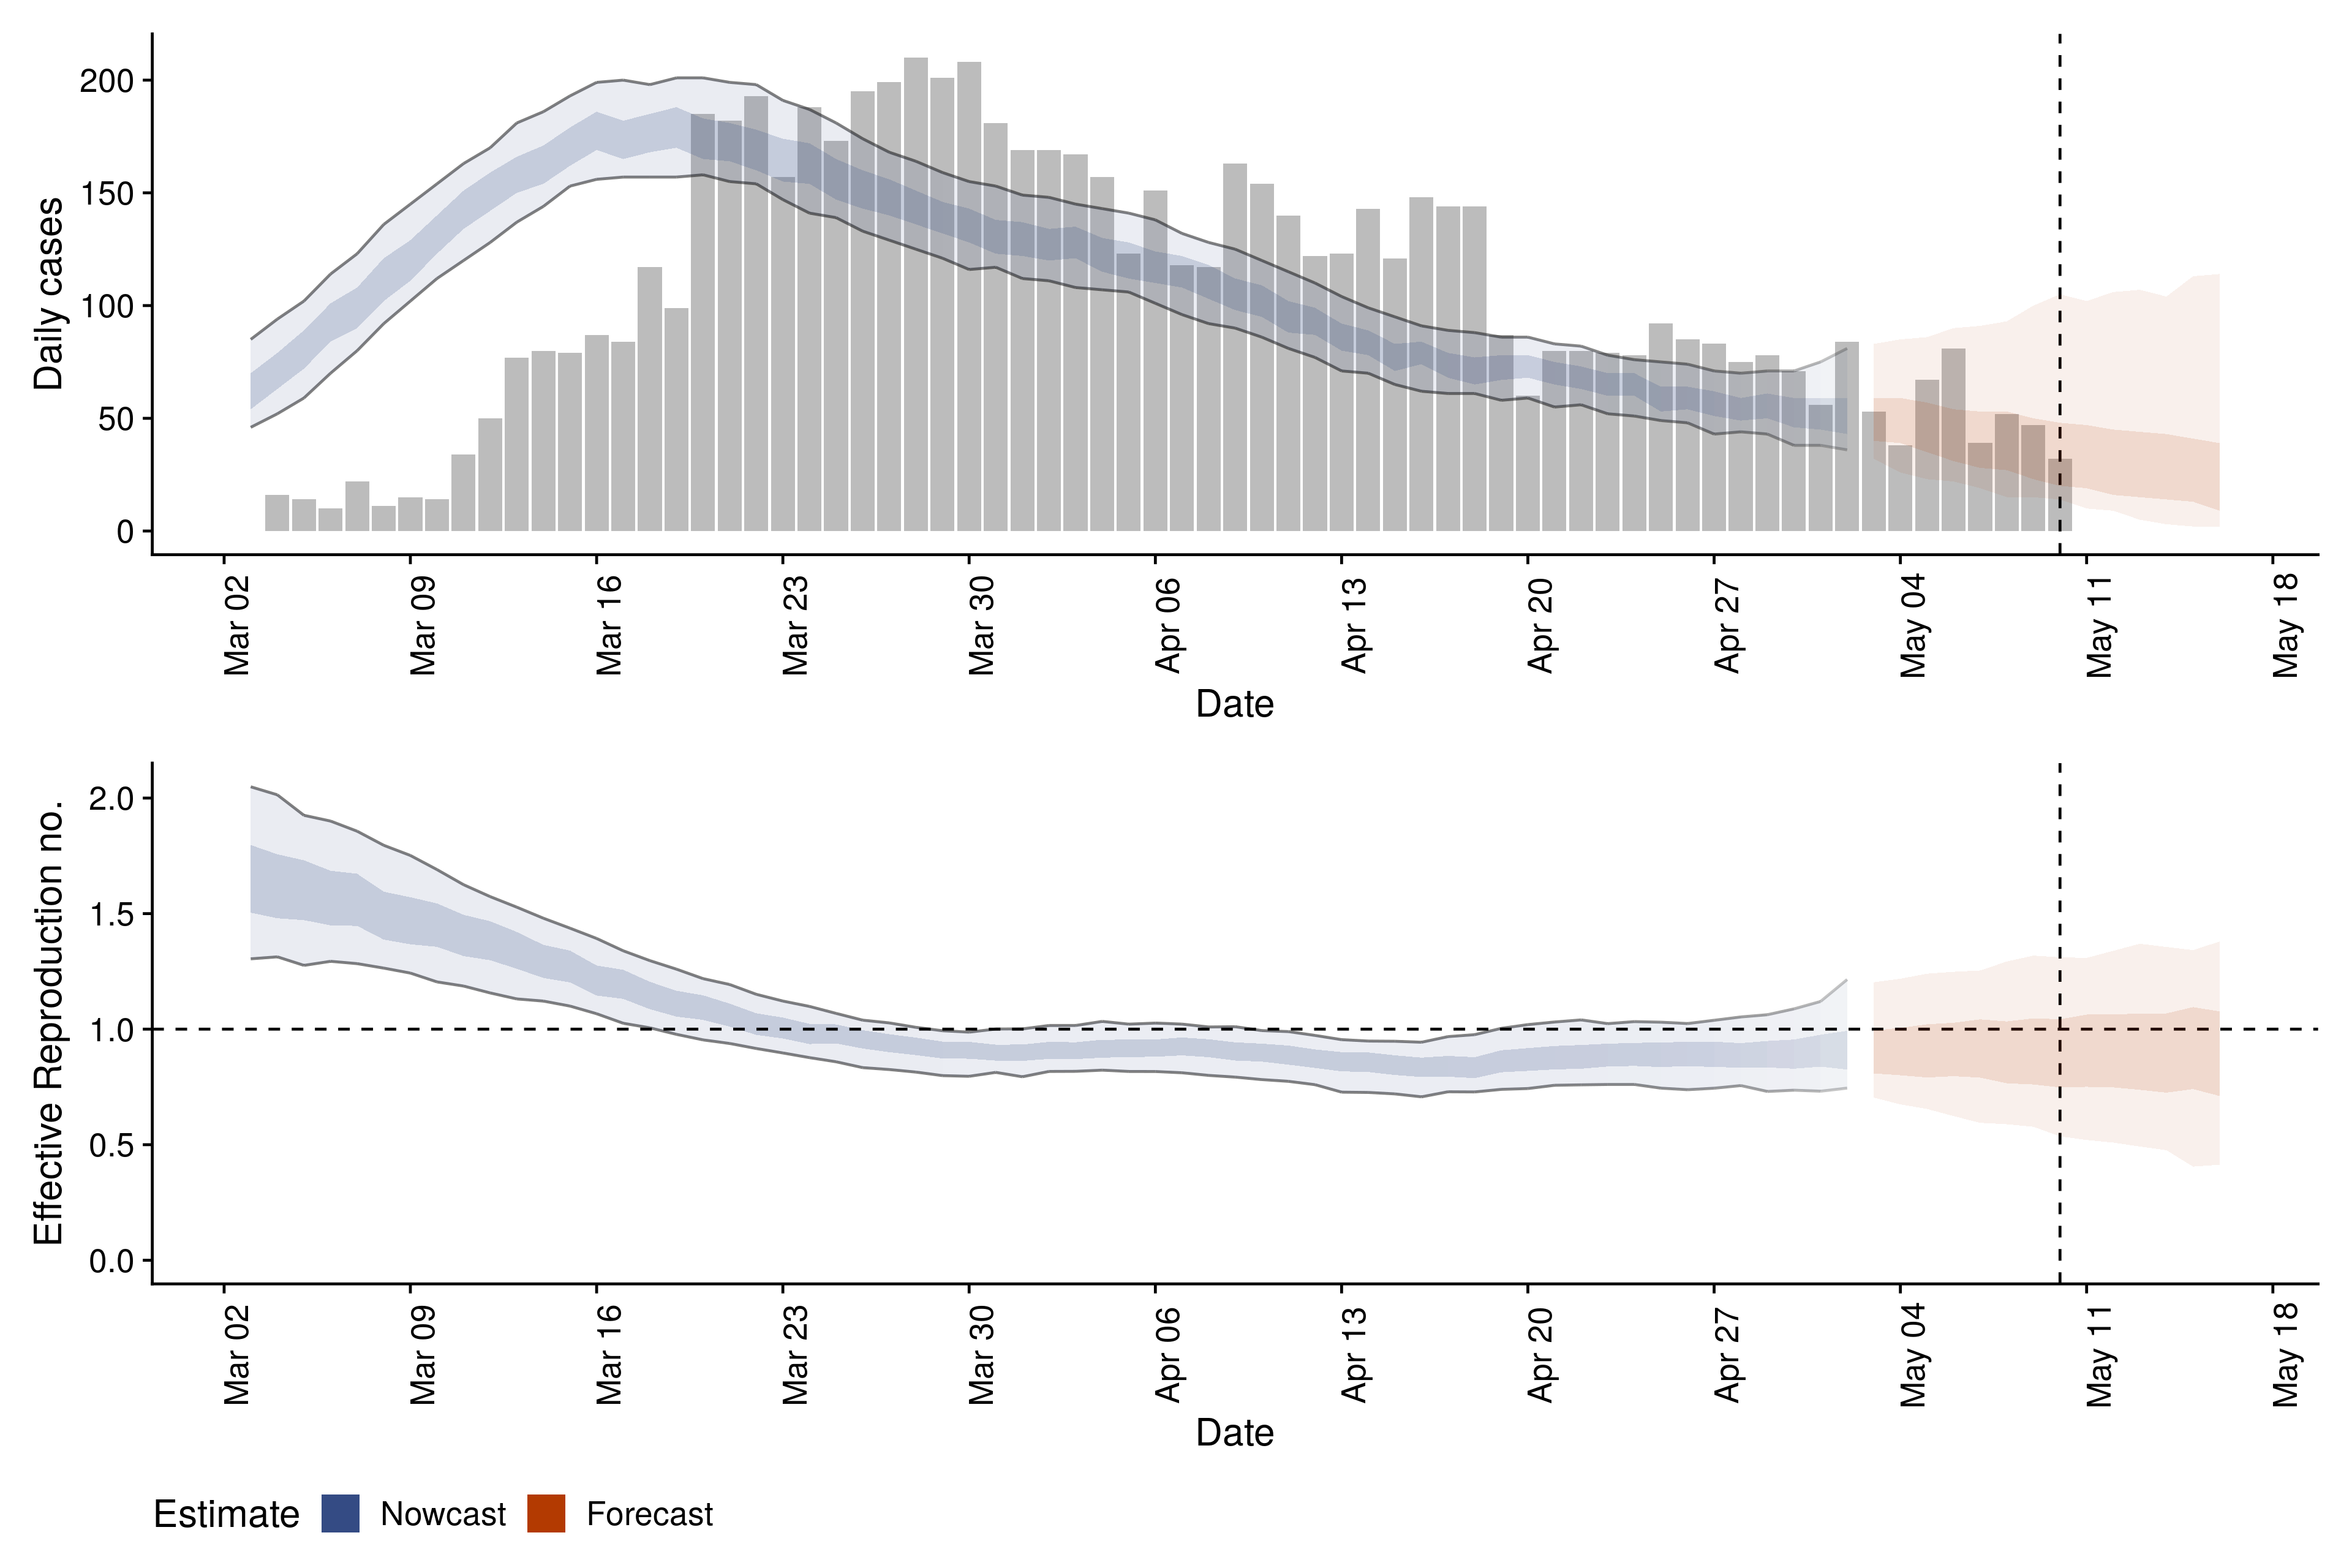 Daily cases
200
150
100
50
0
Mar 02
Mar 09
Mar 16
Mar 23
Mar 30
Apr 06
Apr 13
Apr 20
Apr 27
May 04
May 11
May 18
Date
Effective Reproduction no.
2.0
1.5
1.0
0.5
0.0
Mar 02
Mar 09
Mar 16
Mar 23
Mar 30
Apr 06
Apr 13
Apr 20
Apr 27
May 04
May 11
May 18
Date
Estimate Nowcast Forecast